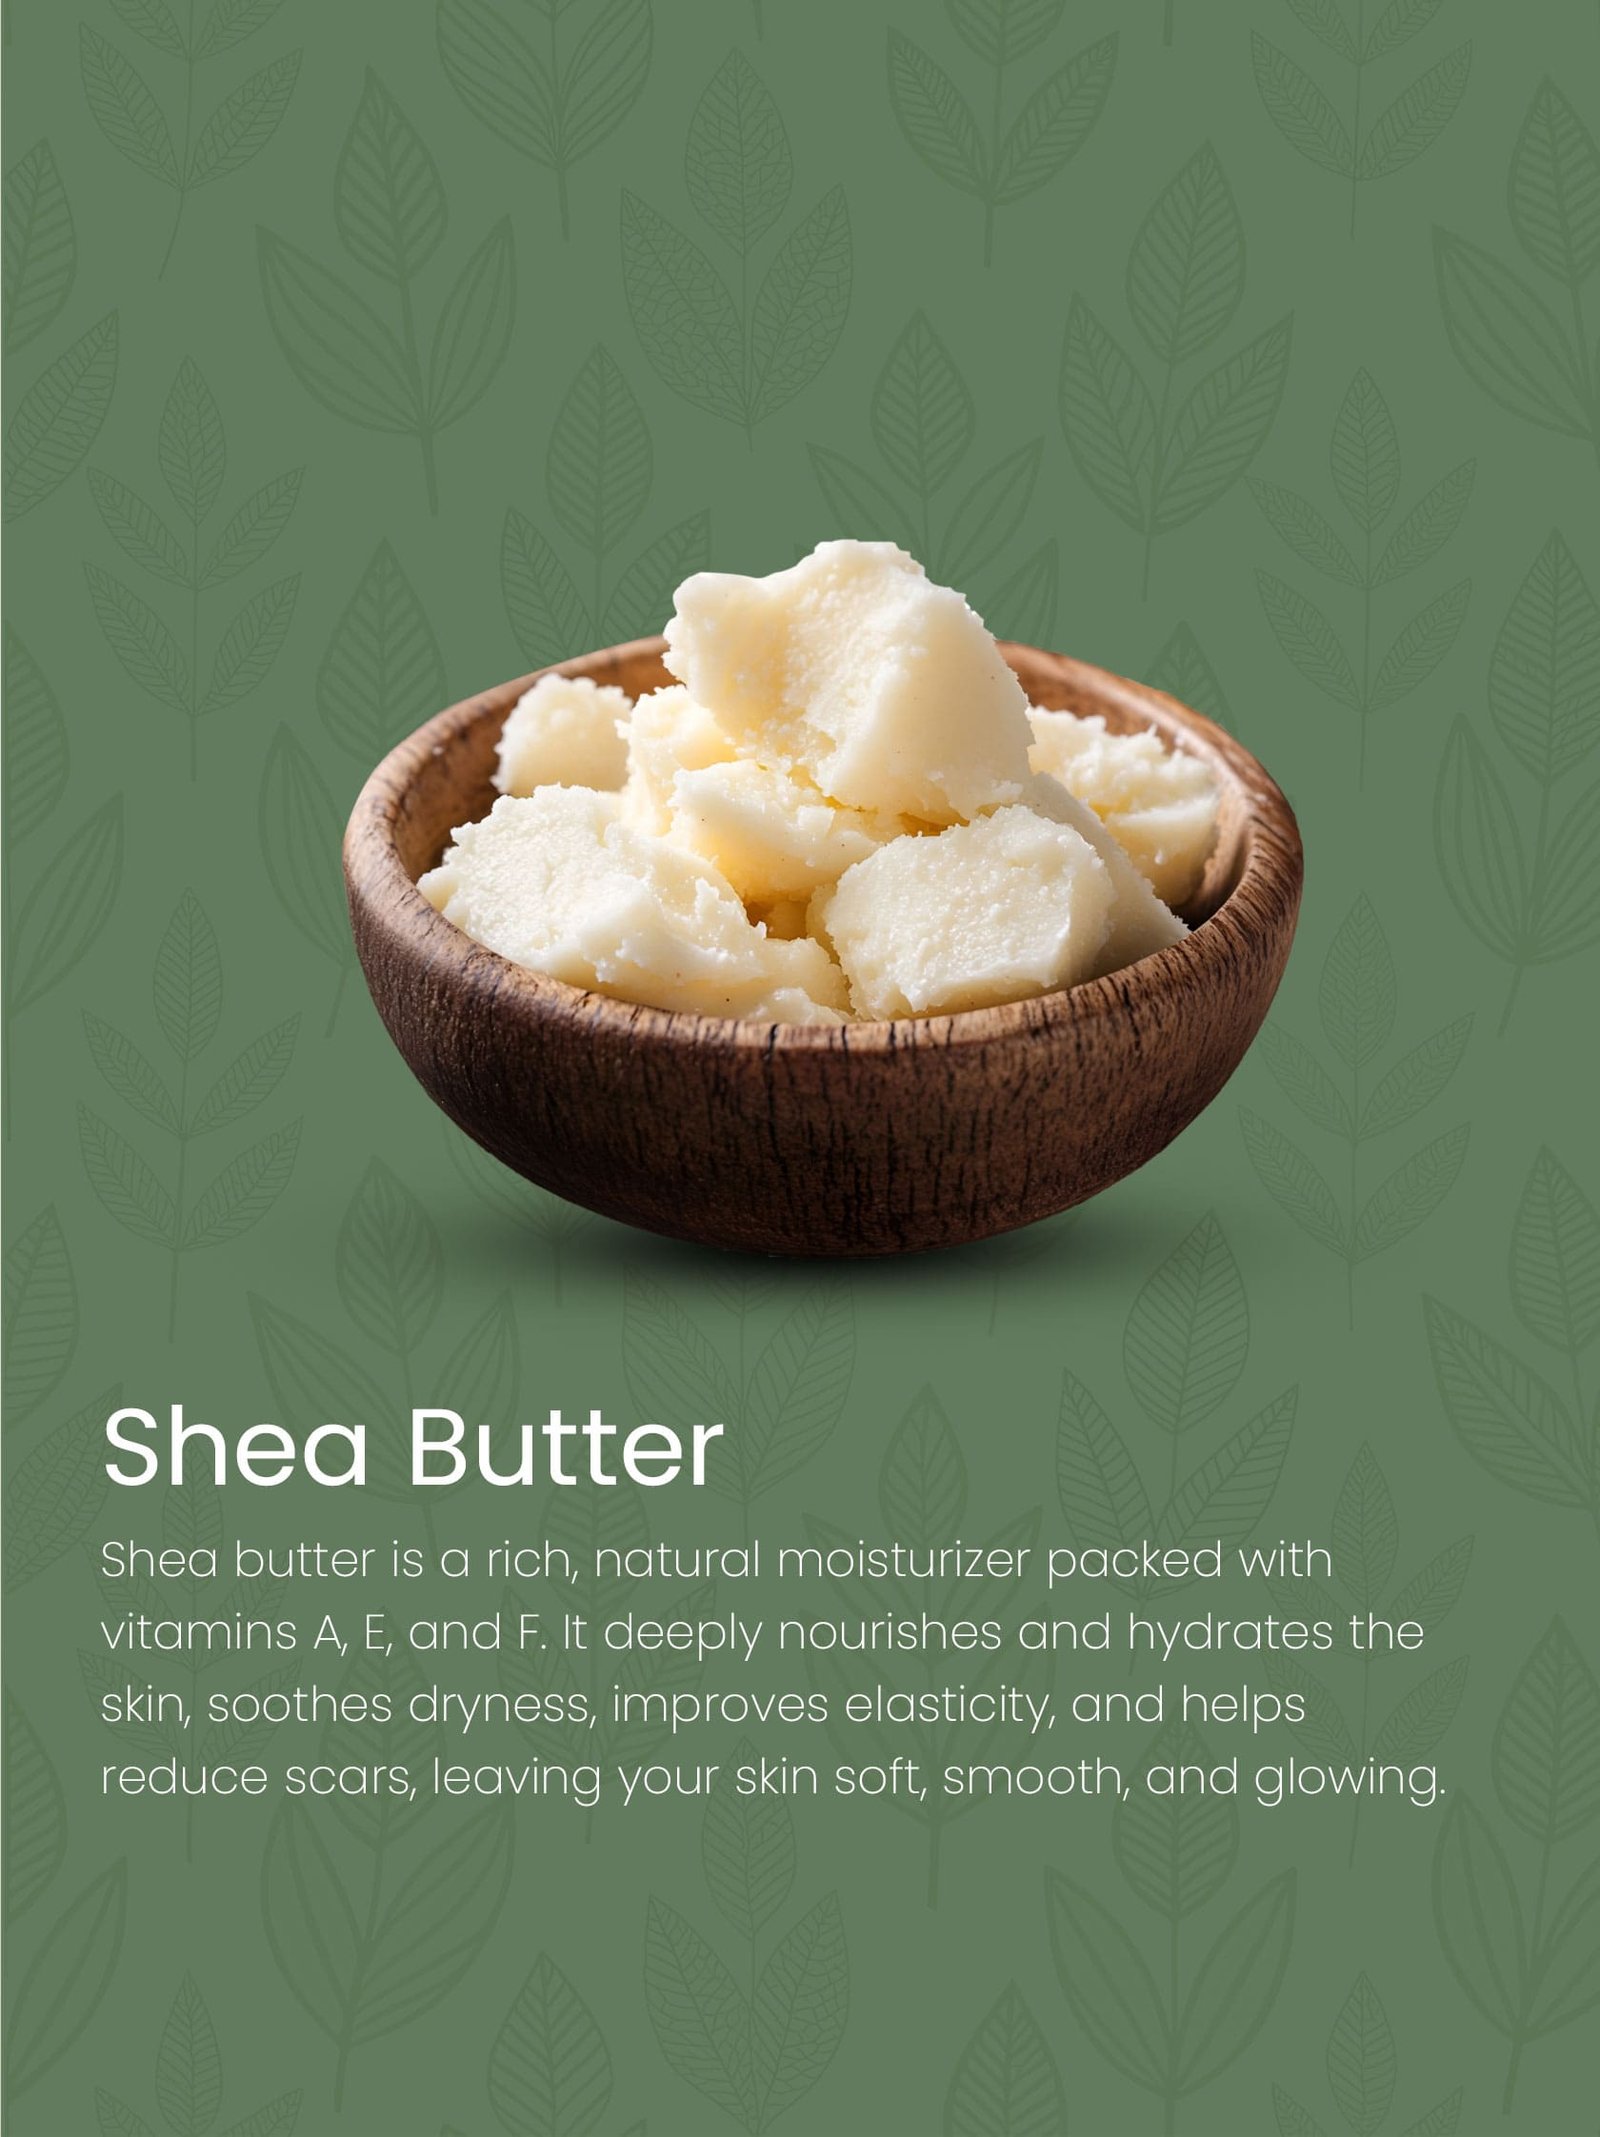 Shea Butter
Shea butter is a rich, natural moisturizer packed with
vitamins A, E, and F. It deeply nourishes and hydrates the
skin, soothes dryness, improves elasticity, and helps
reduce scars, leaving your skin soft, smooth, and glowing.